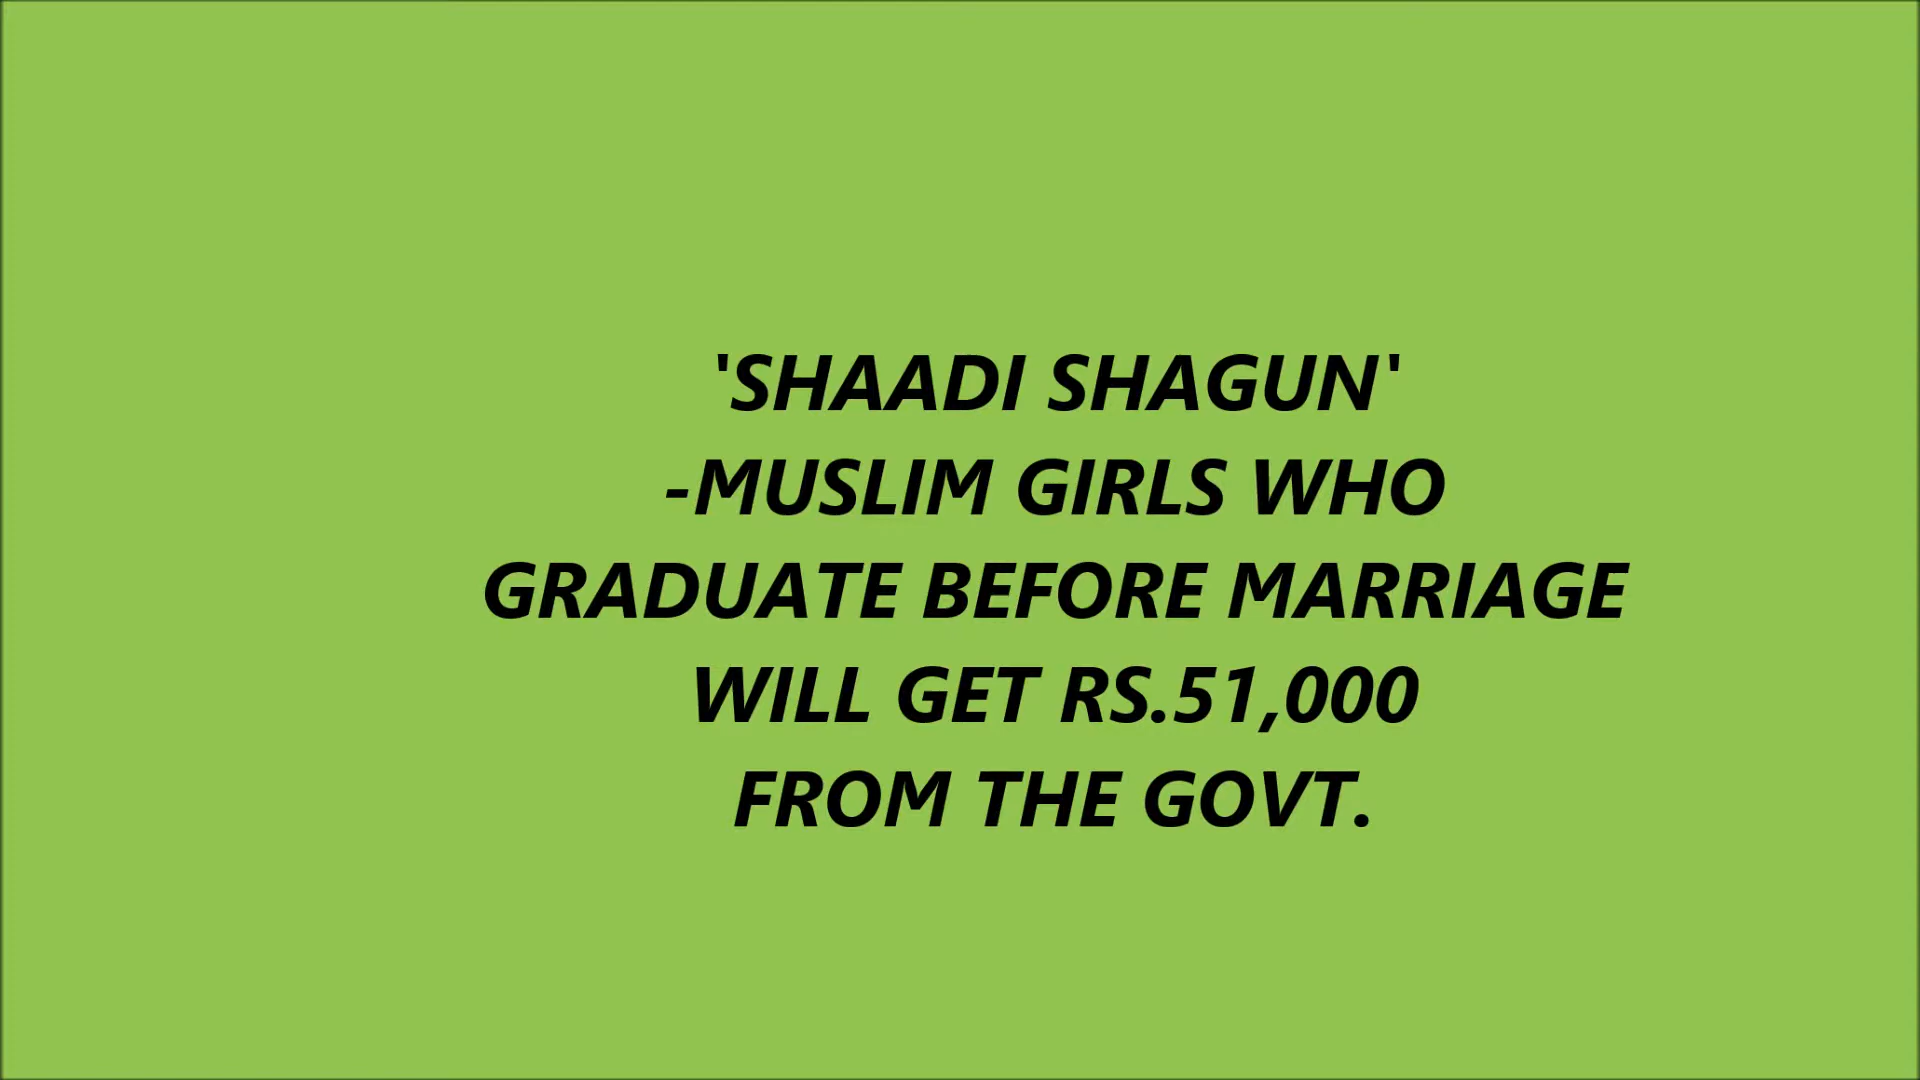 'SHAADI SHAGUN'
-MUSLIM GIRLS WHO
GRADUATE BEFORE MARRIAGE
WILL GET RS.51,000
FROM THE GOVT.